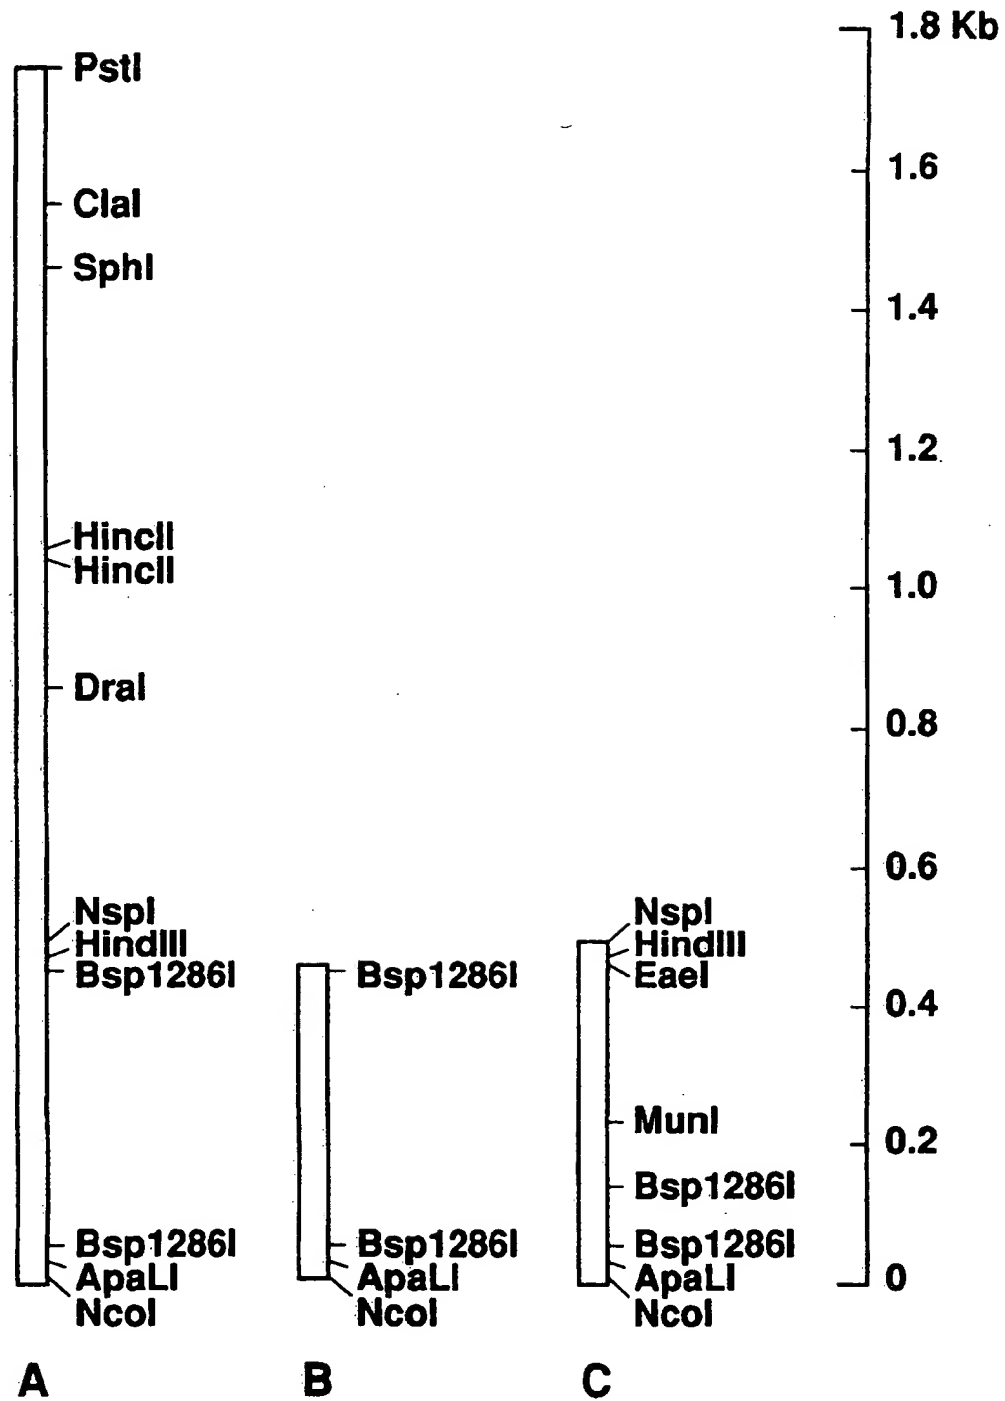 1.8 Kb
PstI
1.6
ClaI
SphI
1.4
1.2
HincII
HincII
1.0
DraI
0.8
0.6
NspI
HindIII
Bsp1286I
Bsp1286I
NspI
HindIII
EaeI
0.4
MunI
0.2
Bsp1286I
Bsp1286I
ApaLI
NcoI
Bsp1286I
ApaLI
NcoI
Bsp1286I
ApaLI
NcoI
0
A
B
C